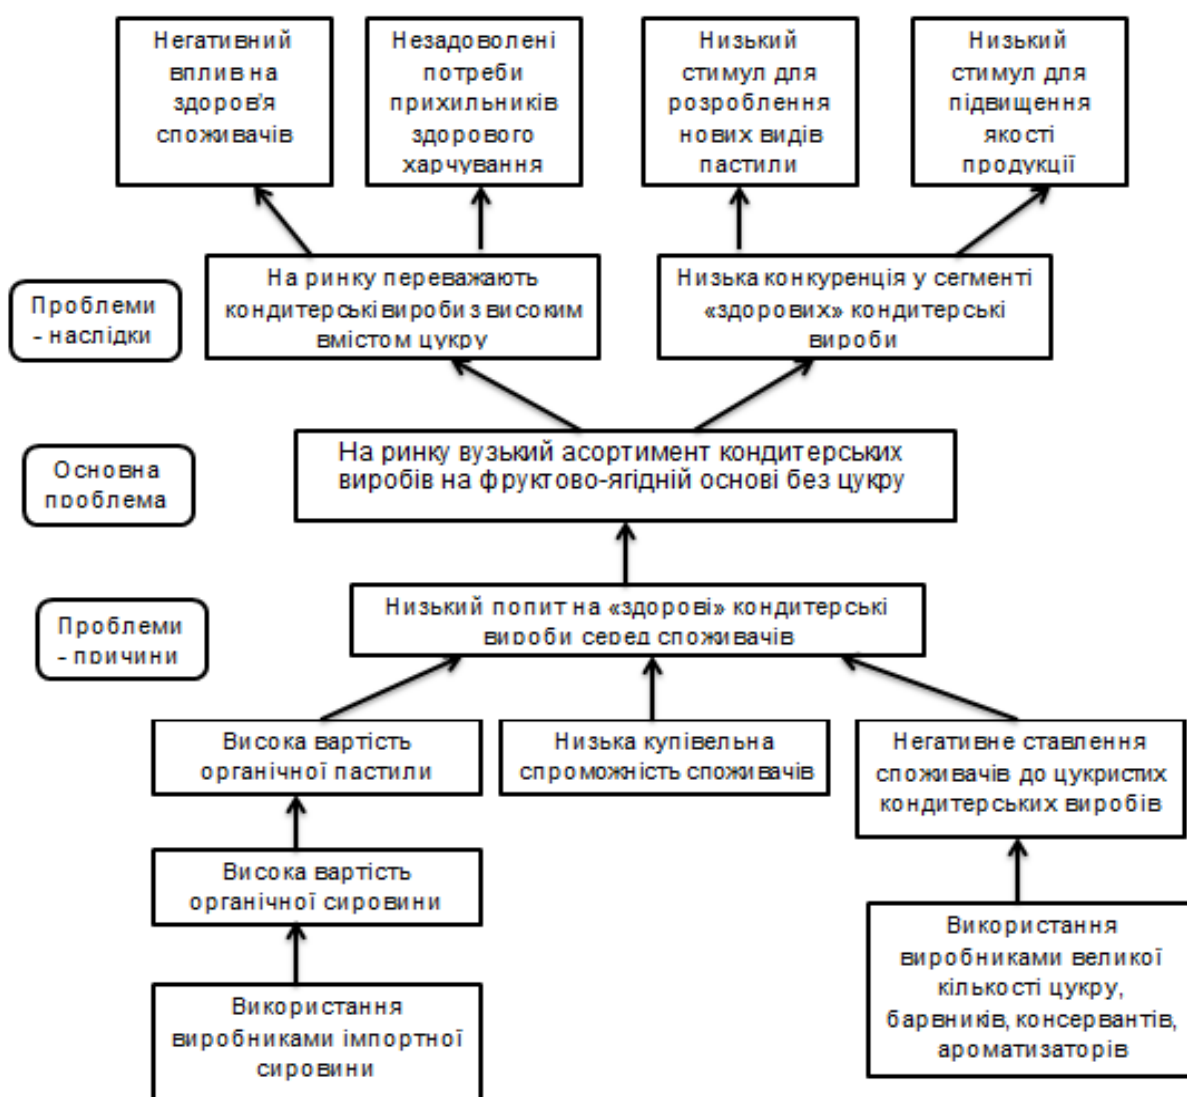 Негативний
вплив на
здоров'я
споживачів
Незадоволені
потреби
прихильників
здорового
харчування
Низький
стимул для
розроблення
нових видів
пастили
Низький
стимул для
підвищення
якості
продукції
Проблеми
- наслідки
На ринку переважають
кондитерські вироби з високим
вмістом цукру
Низька конкуренція у сегменті
«здорових» кондитерські
вироби
Основна
проблема
На ринку вузький асортимент кондитерських
виробів на фруктово-ягідній основі без цукру
Проблеми
- причини
Низький попит на «здорові» кондитерські
вироби серед споживачів
Висока вартість
органічної пастили
Низька купівельна
спроможність споживачів
Негативне ставлення
споживачів до цукристих
кондитерських виробів
Висока вартість
органічної сировини
Використання
виробниками імпортної
сировини
Використання
виробниками великої
кількості цукру,
барвників, консервантів,
ароматизаторів